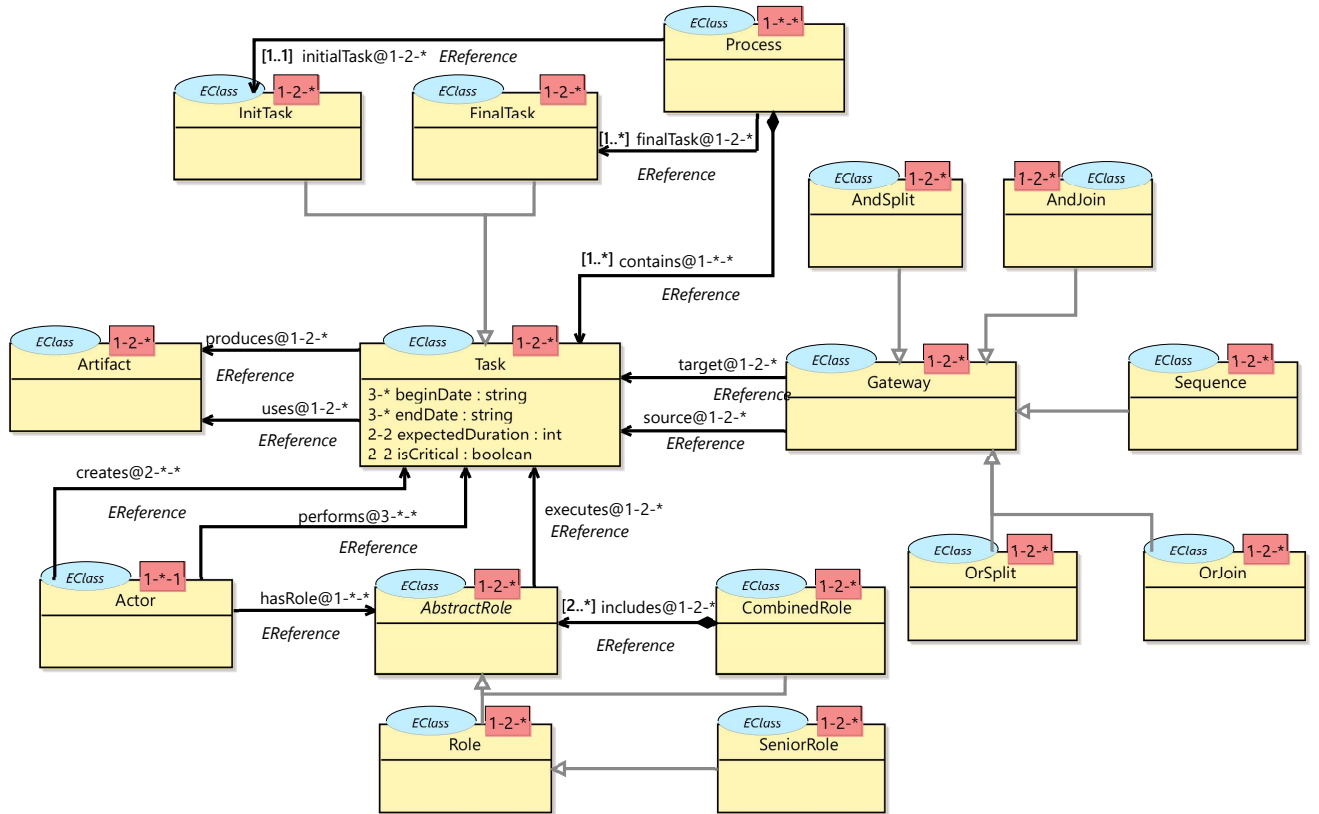 EClass 1-*-*
Process
[1..1] initialTask@1-2-* EReference
EClass 1-2-*
InitTask
EClass 1-2-*
FinalTask
[1..*] finalTask@1-2-*
EReference
EClass 1-2-*
AndSplit
1-2-* EClass
AndJoin
[1..*] contains@1-*-*
EReference
EClass 1-2-*
Artifact
produces@1-2-*
EReference
uses@1-2-*
EReference
EClass 1-2-*
Task
3-* beginDate : string
3-* endDate : string
2-2 expectedDuration : int
2-2 isCritical : boolean
target@1-2-*
EReference
source@1-2-*
EReference
EClass 1-2-*
Gateway
EClass 1-2-*
Sequence
creates@2-*-*
EReference
performs@3-*-*
EReference
executes@1-2-*
EReference
EClass 1-*-1
Actor
hasRole@1-*-*
EReference
EClass 1-2-*
AbstractRole
[2..*] includes@1-2-*
EReference
EClass 1-2-*
CombinedRole
EClass 1-2-*
OrSplit
EClass 1-2-*
OrJoin
EClass 1-2-*
Role
EClass 1-2-*
SeniorRole